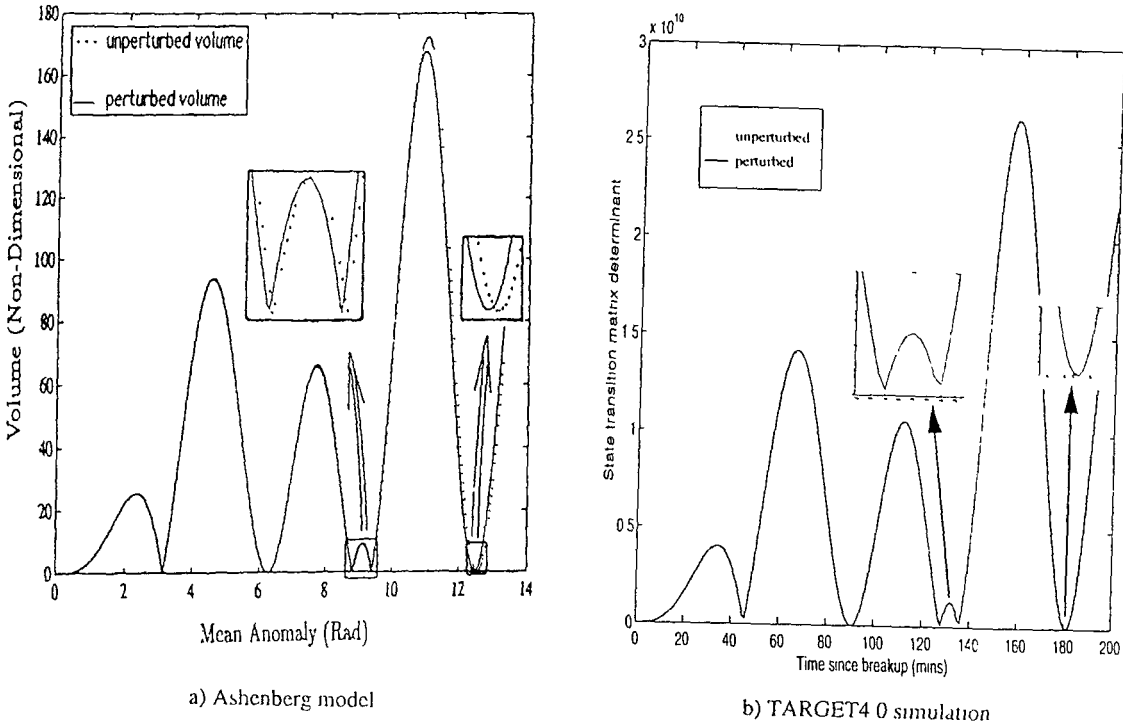 180
160
140
120
100
80
60
40
20
0
Volume (Non-Dimensional)
unperturbed volume
perturbed volume
0 2 4 6 8 10 12 14
Mean Anomaly (Rad)
a) Ashenberg model
x 10^10
3
2 5
2
1 5
1
0 5
0
State transition matrix determinant
unperturbed
perturbed
0 20 40 60 80 100 120 140 160 180 200
Time since breakup (mins)
b) TARGET4 0 simulation